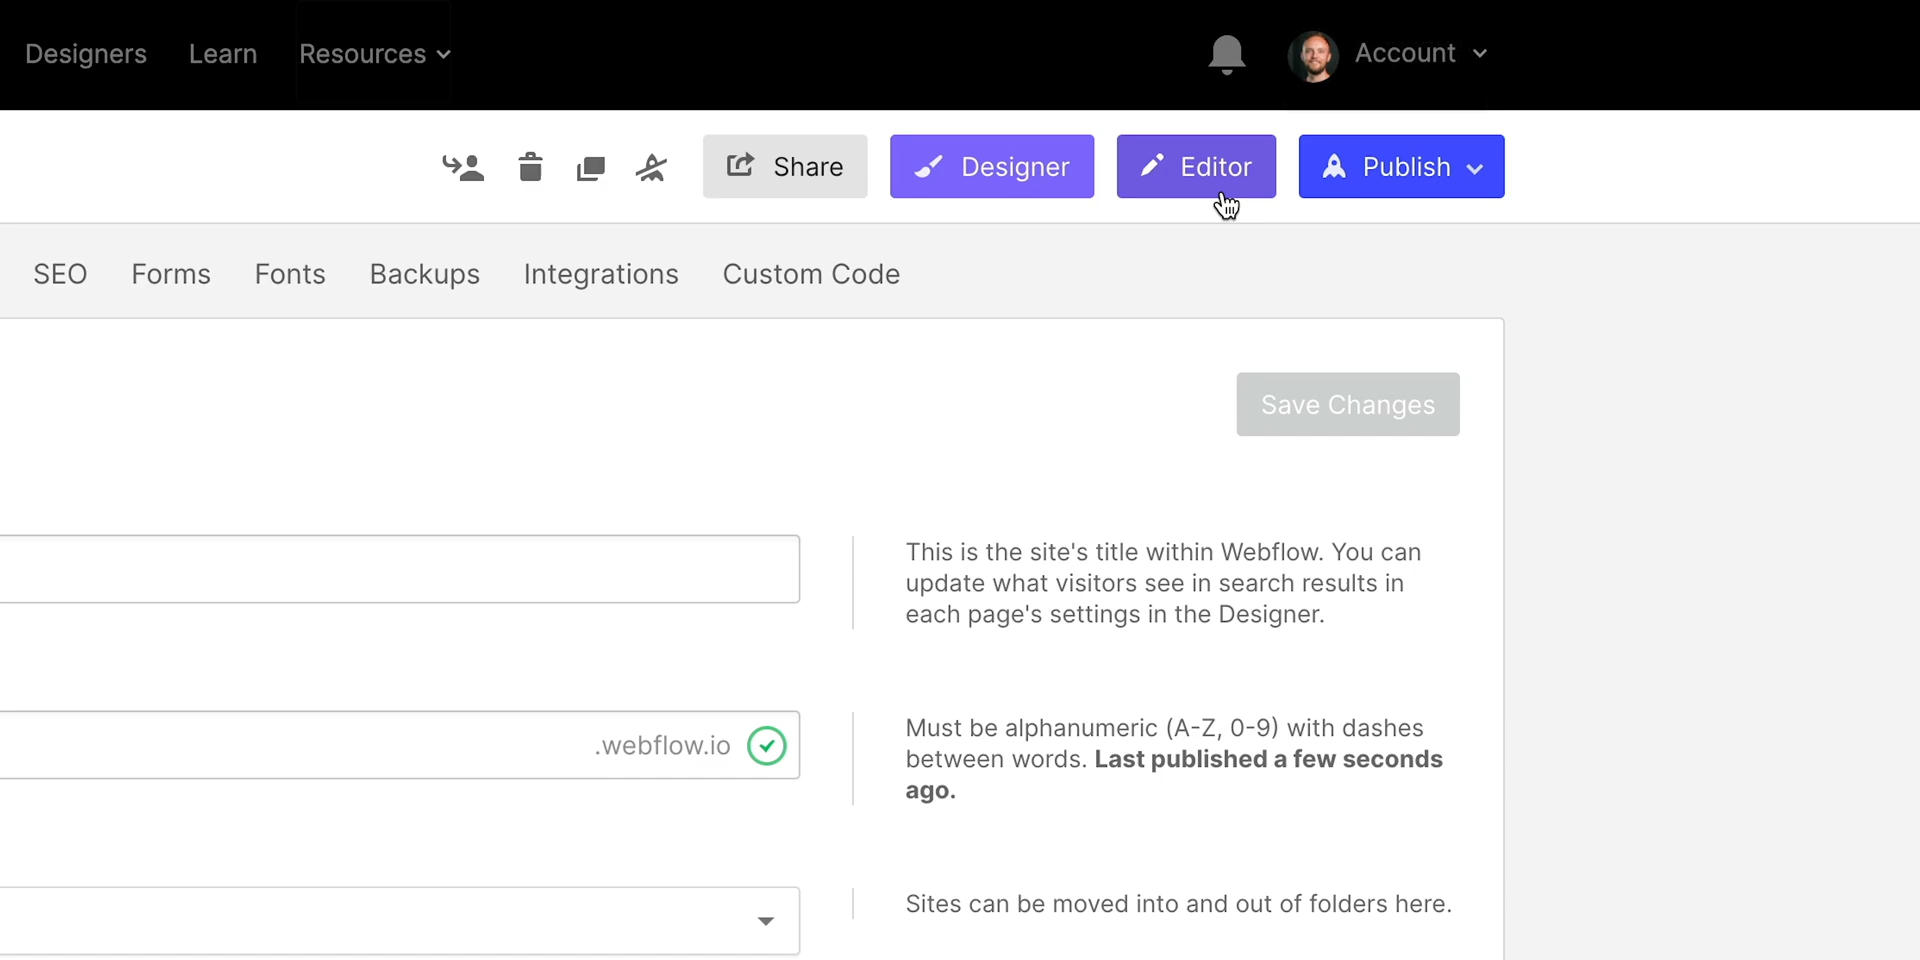 Designers Learn Resources Account
Share Designer Editor Publish
SEO Forms Fonts Backups Integrations Custom Code
Save Changes
This is the site's title within Webflow. You can
update what visitors see in search results in
each page's settings in the Designer.
.webflow.io
Must be alphanumeric (A-Z, 0-9) with dashes
between words. Last published a few seconds
ago.
Sites can be moved into and out of folders here.